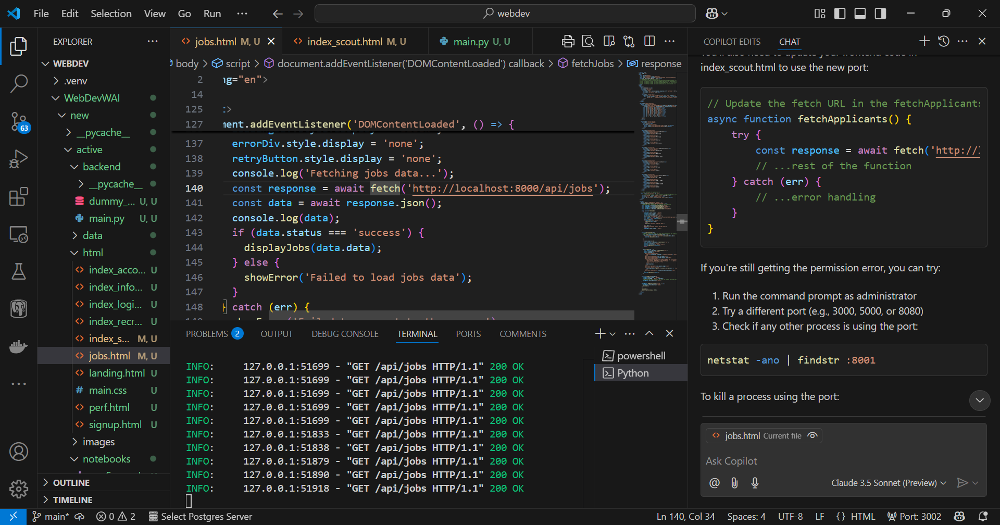 File Edit Selection View Go Run ··· webdev
EXPLORER ···
WEBDEV
.venv
WebDevWAI
new
__pycache__
active
backend
__pycache__
dummy_... U, U
main.py U, U
data
html
index_acco... U
index_info... U
index_logi... U
index_recr... U
index_s... M, U
jobs.html M, U
landing.html U
# main.css U
perf.html U
signup.html U
images
notebooks
OUTLINE
TIMELINE
63
jobs.html M, U index_scout.html M, U main.py U, U
body > script > document.addEventListener('DOMContentLoaded') callback > fetchJobs > response
2 ng="en">
14
125 t>
127 ment.addEventListener('DOMContentLoaded', () => {
137 errorDiv.style.display = 'none';
138 retryButton.style.display = 'none';
139 console.log('Fetching jobs data...');
140 const response = await fetch('http://localhost:8000/api/jobs');
141 const data = await response.json();
142 console.log(data);
143 if (data.status === 'success') {
144 displayJobs(data.data);
145 } else {
146 showError('Failed to load jobs data');
147 }
148 } catch (err) {
PROBLEMS 2 OUTPUT DEBUG CONSOLE TERMINAL PORTS COMMENTS
INFO: 127.0.0.1:51699 - "GET /api/jobs HTTP/1.1" 200 OK
INFO: 127.0.0.1:51699 - "GET /api/jobs HTTP/1.1" 200 OK
INFO: 127.0.0.1:51699 - "GET /api/jobs HTTP/1.1" 200 OK
INFO: 127.0.0.1:51699 - "GET /api/jobs HTTP/1.1" 200 OK
INFO: 127.0.0.1:51699 - "GET /api/jobs HTTP/1.1" 200 OK
INFO: 127.0.0.1:51833 - "GET /api/jobs HTTP/1.1" 200 OK
INFO: 127.0.0.1:51838 - "GET /api/jobs HTTP/1.1" 200 OK
INFO: 127.0.0.1:51879 - "GET /api/jobs HTTP/1.1" 200 OK
INFO: 127.0.0.1:51890 - "GET /api/jobs HTTP/1.1" 200 OK
INFO: 127.0.0.1:51918 - "GET /api/jobs HTTP/1.1" 200 OK
powershell
Python
COPILOT EDITS CHAT
You'll also need to update your frontend code in
index_scout.html to use the new port:
// Update the fetch URL in the fetchApplicants
async function fetchApplicants() {
try {
const response = await fetch('http://l
// ...rest of the function
} catch (err) {
// ...error handling
}
}
If you're still getting the permission error, you can try:
1. Run the command prompt as administrator
2. Try a different port (e.g., 3000, 5000, or 8080)
3. Check if any other process is using the port:
netstat -ano | findstr :8001
To kill a process using the port:
jobs.html Current file
Ask Copilot
@ Claude 3.5 Sonnet (Preview)
main* 0 2 Select Postgres Server Ln 140, Col 34 Spaces: 4 UTF-8 LF {} HTML Port: 3002